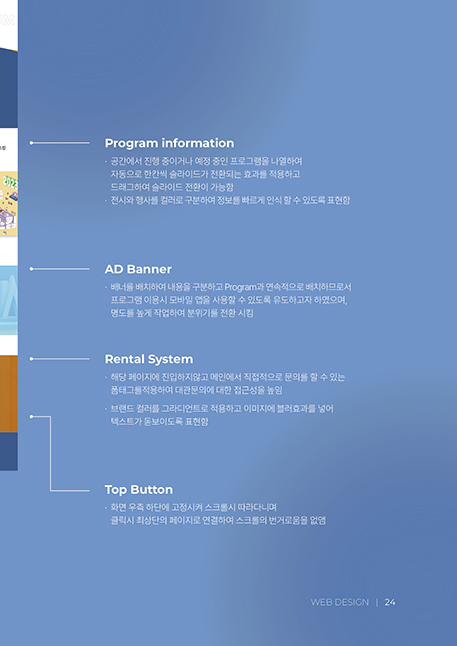 Program information
· 공간에서 진행 중이거나 예정 중인 프로그램을 나열하여
자동으로 한칸씩 슬라이드가 전환되는 효과를 적용하고
드래그하여 슬라이드 전환이 가능함
· 전시와 행사를 컬러로 구분하여 정보를 빠르게 인식 할 수 있도록 표현함
AD Banner
· 배너를 배치하여 내용을 구분하고 Program과 연속적으로 배치하므로서
프로그램 이용시 모바일 앱을 사용할 수 있도록 유도하고자 하였으며,
명도를 높게 작업하여 분위기를 전환 시킴
Rental System
· 해당 페이지에 진입하지않고 메인에서 직접적으로 문의를 할 수 있는
폼태그를적용하여 대관문의에 대한 접근성을 높임
· 브랜드 컬러를 그라디언트로 적용하고 이미지에 블러효과를 넣어
텍스트가 돋보이도록 표현함
Top Button
· 화면 우측 하단에 고정시켜 스크롤시 따라다니며
클릭시 최상단의 페이지로 연결하여 스크롤의 번거로움을 없앰
WEB DESIGN | 24